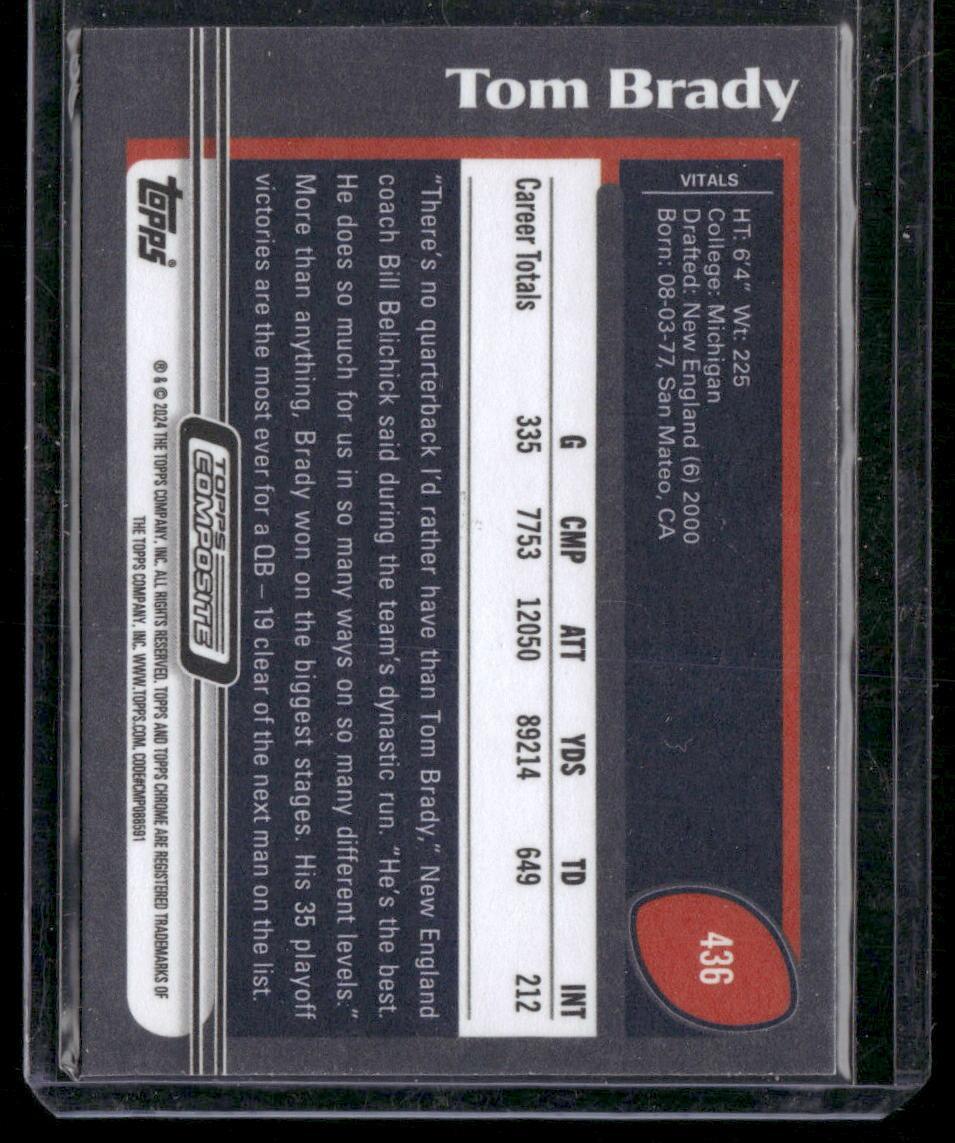 Tom Brady
VITALS
HT: 6'4" Wt: 225
College: Michigan
Drafted: New England (6) 2000
Born: 08-03-77, San Mateo, CA
436
G CMP ATT YDS TD INT
Career Totals 335 7753 12050 89214 649 212
"There's no quarterback I'd rather have than Tom Brady," New England
coach Bill Belichick said during the team's dynastic run. "He's the best.
He does so much for us in so many ways on so many different levels."
More than anything, Brady won on the biggest stages. His 35 playoff
victories are the most ever for a QB – 19 clear of the next man on the list.
TOPPS
COMPOSITE
topps®
® & © 2024 THE TOPPS COMPANY, INC. ALL RIGHTS RESERVED. TOPPS AND TOPPS CHROME ARE REGISTERED TRADEMARKS OF
THE TOPPS COMPANY, INC. WWW.TOPPS.COM. CODE#CMP088591